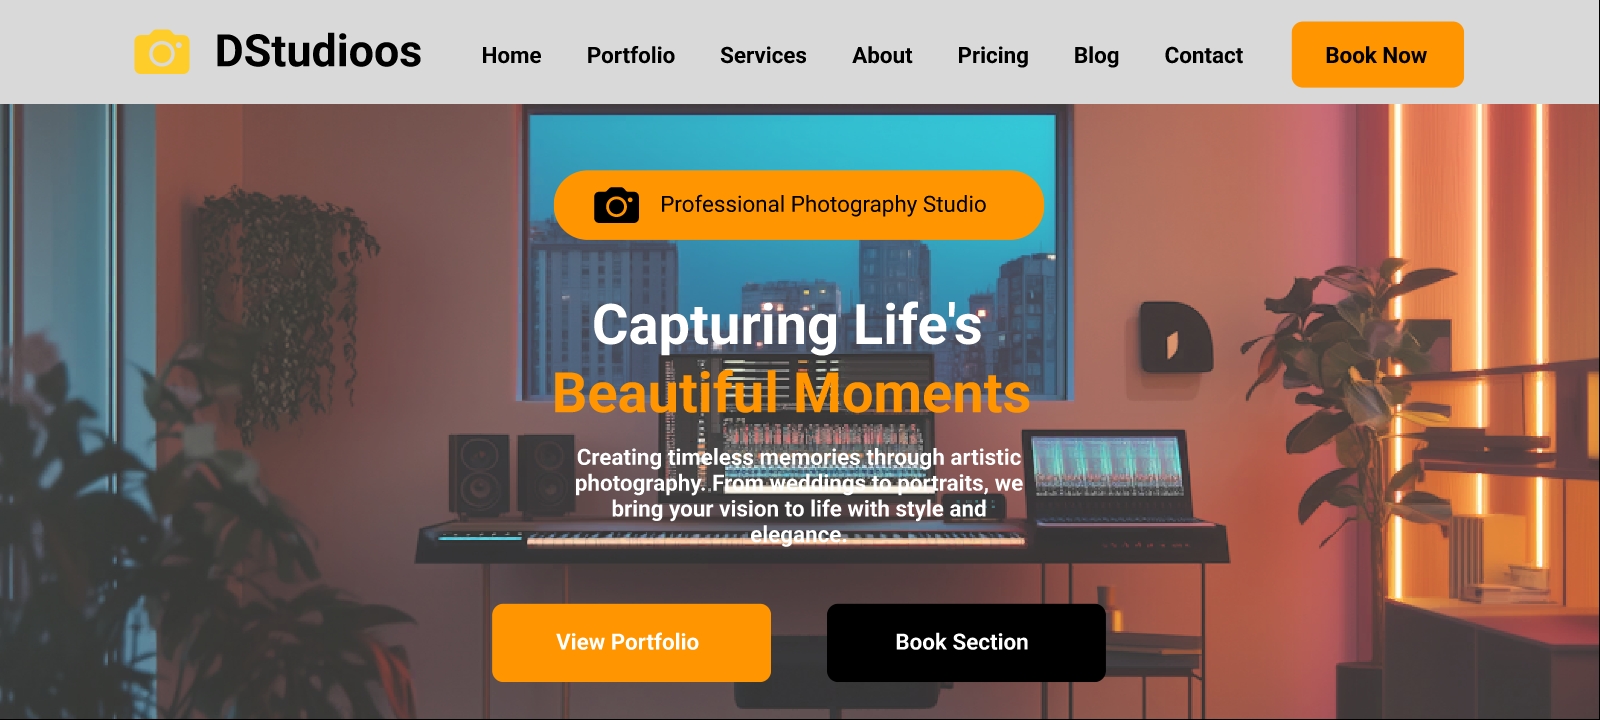 DStudioos
Home Portfolio Services About Pricing Blog Contact Book Now
Professional Photography Studio
Capturing Life's
Beautiful Moments
Creating timeless memories through artistic
photography. From weddings to portraits, we
bring your vision to life with style and
elegance.
View Portfolio
Book Section